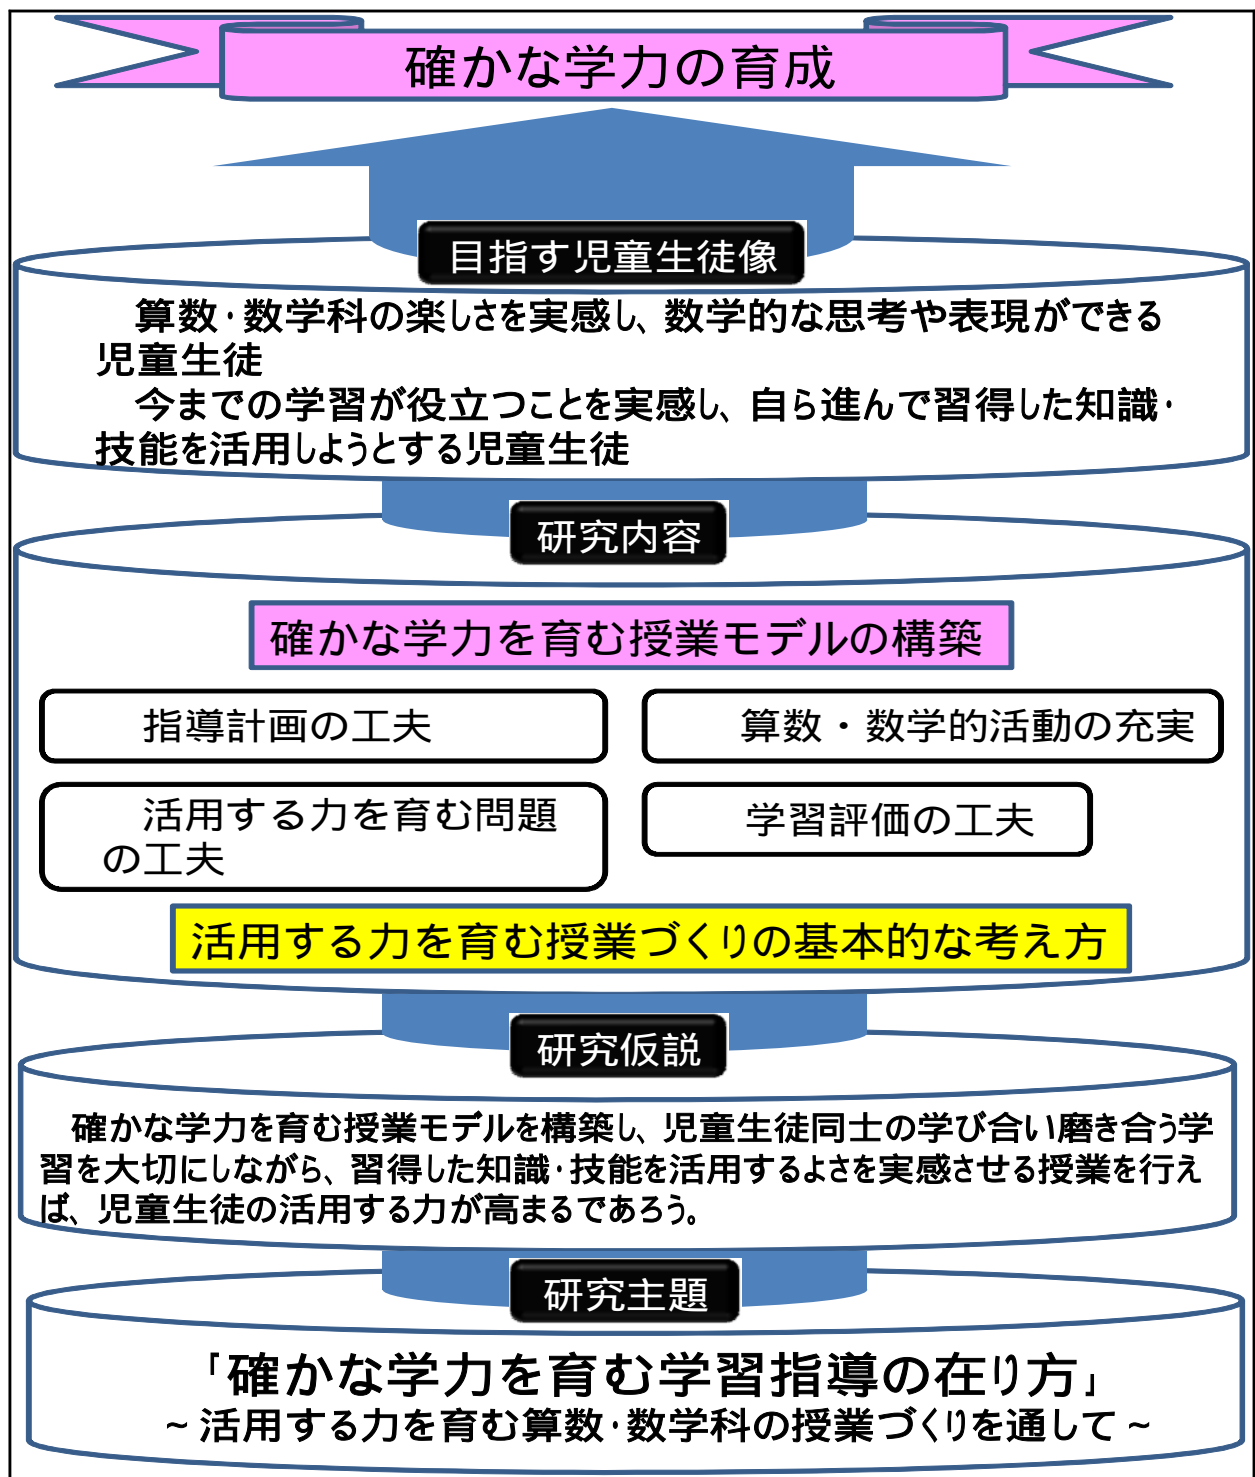 確かな学力の育成
目指す児童生徒像
算数・数学科の楽しさを実感し、数学的な思考や表現ができる
児童生徒
今までの学習が役立つことを実感し、自ら進んで習得した知識・
技能を活用しようとする児童生徒
研究内容
確かな学力を育む授業モデルの構築
指導計画の工夫
算数・数学的活動の充実
活用する力を育む問題
の工夫
学習評価の工夫
活用する力を育む授業づくりの基本的な考え方
研究仮説
確かな学力を育む授業モデルを構築し、児童生徒同士の学び合い磨き合う学
習を大切にしながら、習得した知識・技能を活用するよさを実感させる授業を行え
ば、児童生徒の活用する力が高まるであろう。
研究主題
「確かな学力を育む学習指導の在り方」
~活用する力を育む算数・数学科の授業づくりを通して~